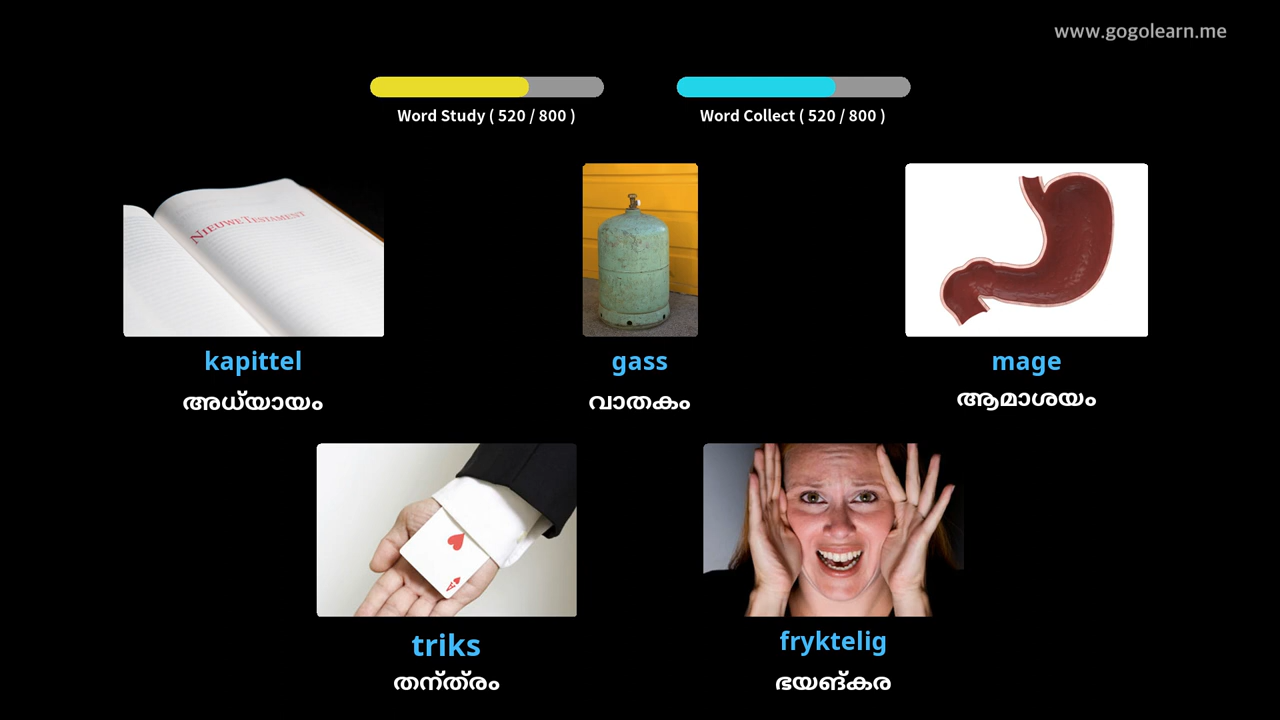 www.gogolearn.me
Word Study ( 520 / 800 )
Word Collect ( 520 / 800 )
NIEUWE TESTAMENT
kapittel
അധ്യായം
gass
വാതകം
mage
ആമാശയം
A
triks
തന്ത്രം
fryktelig
ഭയങ്കര